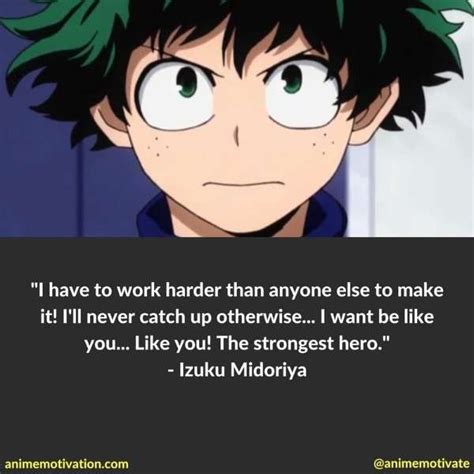 "I have to work harder than anyone else to make
it! I'll never catch up otherwise... I want be like
you... Like you! The strongest hero."
- Izuku Midoriya
animemotivation.com
@animemotivate